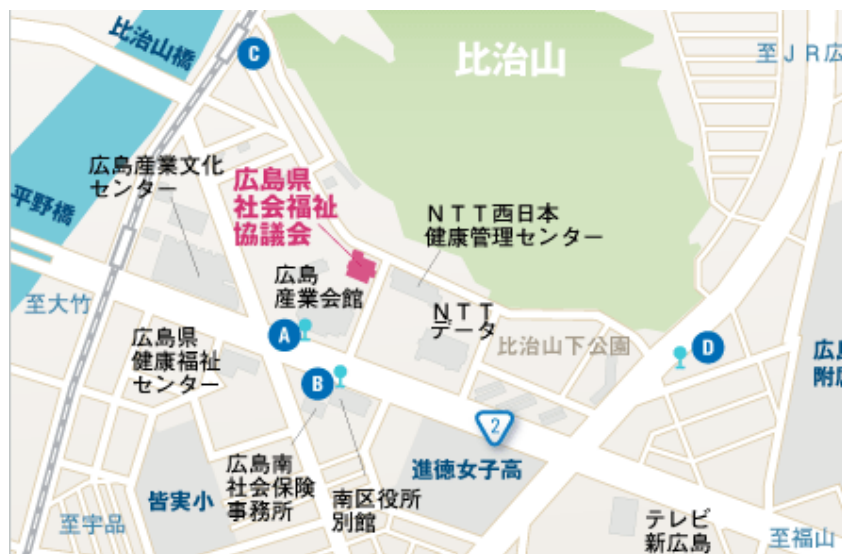 比治山橋
C
比治山
至JR広
広島産業文化
センター
広島県
社会福祉
協議会
平野橋
NTT西日本
健康管理センター
広島
産業会館
至大竹
NTT
データ
A
比治山下公園
D
広島県
健康福祉
センター
B
広島
附属
2
広島南
社会保険
事務所
進徳女子高
皆実小
南区役所
別館
至宇品
テレビ
新広島
至福山